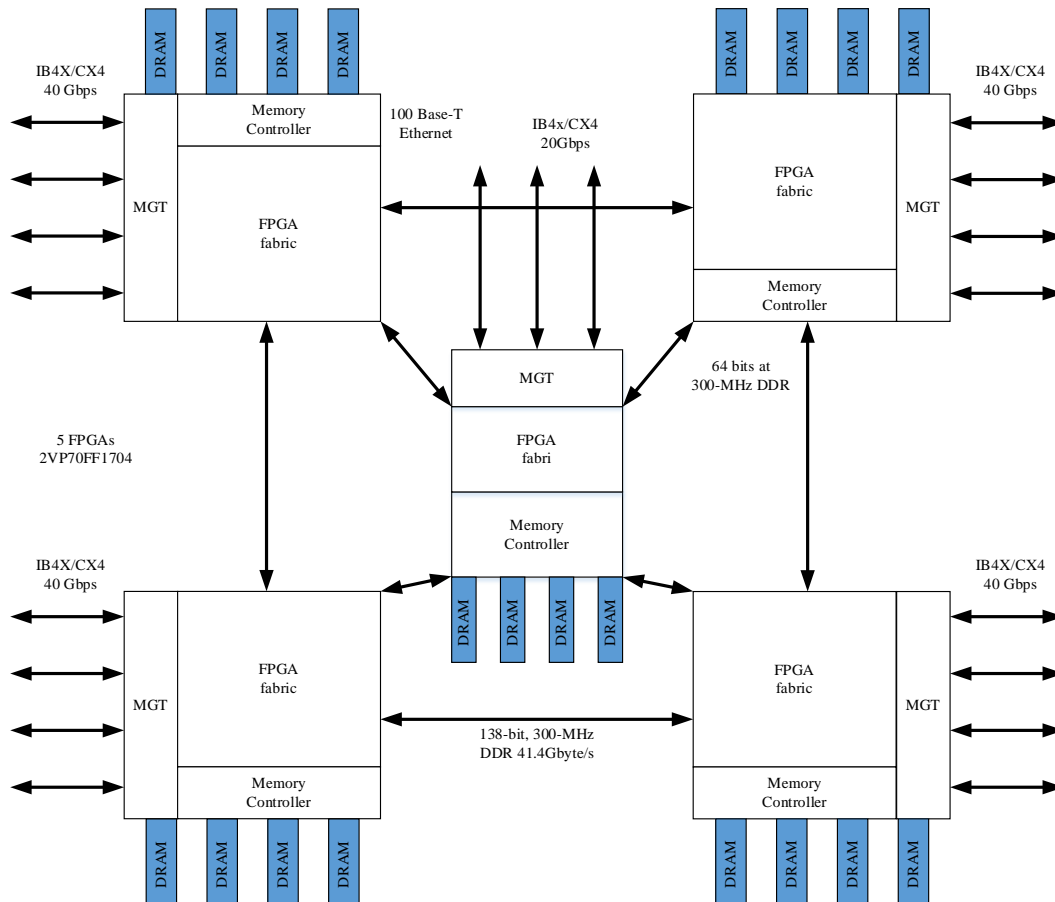 DRAM
DRAM
DRAM
DRAM
DRAM
DRAM
DRAM
DRAM
IB4X/CX4
40 Gbps
Memory
Controller
100 Base-T
Ethernet
IB4x/CX4
20Gbps
IB4X/CX4
40 Gbps
MGT
FPGA
fabric
FPGA
fabric
MGT
Memory
Controller
MGT
64 bits at
300-MHz DDR
5 FPGAs
2VP70FF1704
FPGA
fabri
Memory
Controller
IB4X/CX4
40 Gbps
IB4X/CX4
40 Gbps
DRAM
DRAM
DRAM
DRAM
MGT
FPGA
fabric
FPGA
fabric
MGT
138-bit, 300-MHz
DDR 41.4Gbyte/s
Memory
Controller
Memory
Controller
DRAM
DRAM
DRAM
DRAM
DRAM
DRAM
DRAM
DRAM